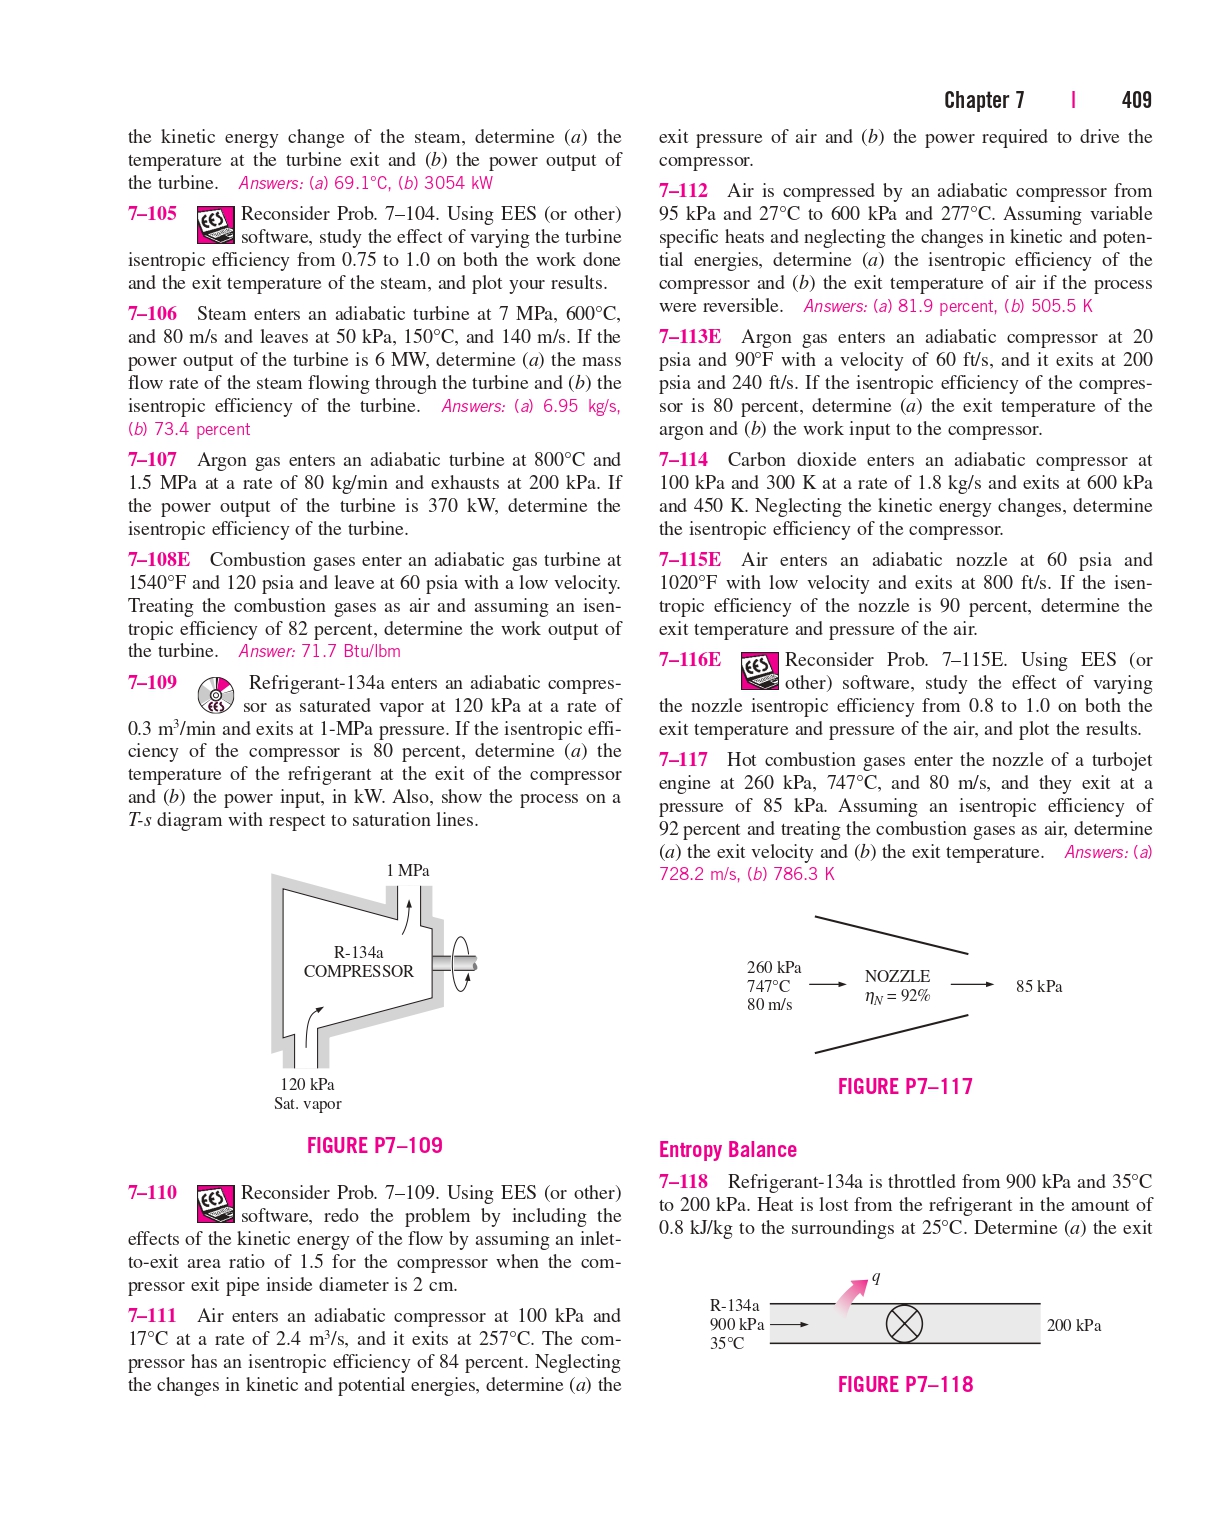 Chapter 7 | 409
the kinetic energy change of the steam, determine (a) the
temperature at the turbine exit and (b) the power output of
the turbine. Answers: (a) 69.1°C, (b) 3054 kW
7–105 EES Reconsider Prob. 7–104. Using EES (or other)
software, study the effect of varying the turbine
isentropic efficiency from 0.75 to 1.0 on both the work done
and the exit temperature of the steam, and plot your results.
7–106 Steam enters an adiabatic turbine at 7 MPa, 600°C,
and 80 m/s and leaves at 50 kPa, 150°C, and 140 m/s. If the
power output of the turbine is 6 MW, determine (a) the mass
flow rate of the steam flowing through the turbine and (b) the
isentropic efficiency of the turbine. Answers: (a) 6.95 kg/s,
(b) 73.4 percent
7–107 Argon gas enters an adiabatic turbine at 800°C and
1.5 MPa at a rate of 80 kg/min and exhausts at 200 kPa. If
the power output of the turbine is 370 kW, determine the
isentropic efficiency of the turbine.
7–108E Combustion gases enter an adiabatic gas turbine at
1540°F and 120 psia and leave at 60 psia with a low velocity.
Treating the combustion gases as air and assuming an isen-
tropic efficiency of 82 percent, determine the work output of
the turbine. Answer: 71.7 Btu/lbm
7–109 EES Refrigerant-134a enters an adiabatic compres-
sor as saturated vapor at 120 kPa at a rate of
0.3 m³/min and exits at 1-MPa pressure. If the isentropic effi-
ciency of the compressor is 80 percent, determine (a) the
temperature of the refrigerant at the exit of the compressor
and (b) the power input, in kW. Also, show the process on a
T-s diagram with respect to saturation lines.
1 MPa
R-134a
COMPRESSOR
120 kPa
Sat. vapor
FIGURE P7–109
7–110 EES Reconsider Prob. 7–109. Using EES (or other)
software, redo the problem by including the
effects of the kinetic energy of the flow by assuming an inlet-
to-exit area ratio of 1.5 for the compressor when the com-
pressor exit pipe inside diameter is 2 cm.
7–111 Air enters an adiabatic compressor at 100 kPa and
17°C at a rate of 2.4 m³/s, and it exits at 257°C. The com-
pressor has an isentropic efficiency of 84 percent. Neglecting
the changes in kinetic and potential energies, determine (a) the
exit pressure of air and (b) the power required to drive the
compressor.
7–112 Air is compressed by an adiabatic compressor from
95 kPa and 27°C to 600 kPa and 277°C. Assuming variable
specific heats and neglecting the changes in kinetic and poten-
tial energies, determine (a) the isentropic efficiency of the
compressor and (b) the exit temperature of air if the process
were reversible. Answers: (a) 81.9 percent, (b) 505.5 K
7–113E Argon gas enters an adiabatic compressor at 20
psia and 90°F with a velocity of 60 ft/s, and it exits at 200
psia and 240 ft/s. If the isentropic efficiency of the compres-
sor is 80 percent, determine (a) the exit temperature of the
argon and (b) the work input to the compressor.
7–114 Carbon dioxide enters an adiabatic compressor at
100 kPa and 300 K at a rate of 1.8 kg/s and exits at 600 kPa
and 450 K. Neglecting the kinetic energy changes, determine
the isentropic efficiency of the compressor.
7–115E Air enters an adiabatic nozzle at 60 psia and
1020°F with low velocity and exits at 800 ft/s. If the isen-
tropic efficiency of the nozzle is 90 percent, determine the
exit temperature and pressure of the air.
7–116E EES Reconsider Prob. 7–115E. Using EES (or
other) software, study the effect of varying
the nozzle isentropic efficiency from 0.8 to 1.0 on both the
exit temperature and pressure of the air, and plot the results.
7–117 Hot combustion gases enter the nozzle of a turbojet
engine at 260 kPa, 747°C, and 80 m/s, and they exit at a
pressure of 85 kPa. Assuming an isentropic efficiency of
92 percent and treating the combustion gases as air, determine
(a) the exit velocity and (b) the exit temperature. Answers: (a)
728.2 m/s, (b) 786.3 K
260 kPa
747°C
80 m/s
NOZZLE
ηN = 92%
85 kPa
FIGURE P7–117
Entropy Balance
7–118 Refrigerant-134a is throttled from 900 kPa and 35°C
to 200 kPa. Heat is lost from the refrigerant in the amount of
0.8 kJ/kg to the surroundings at 25°C. Determine (a) the exit
q
R-134a
900 kPa
35°C
200 kPa
FIGURE P7–118